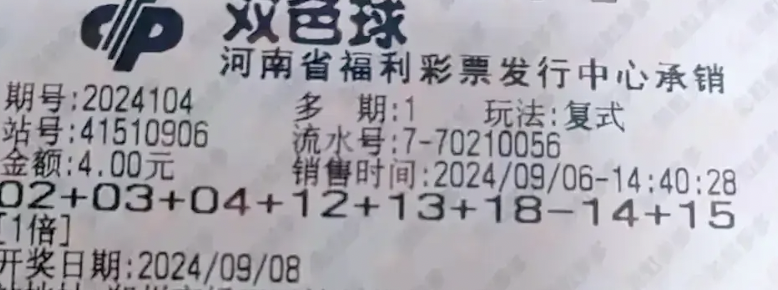 双色球
河南省福利彩票发行中心承销
期号:2024104 多 期:1 玩法:复式
站号:41510906 流水号:7-70210056
金额:4.00元 销售时间:2024/09/06-14:40:28
02+03+04+12+13+18-14+15
[1倍]
开奖日期:2024/09/08